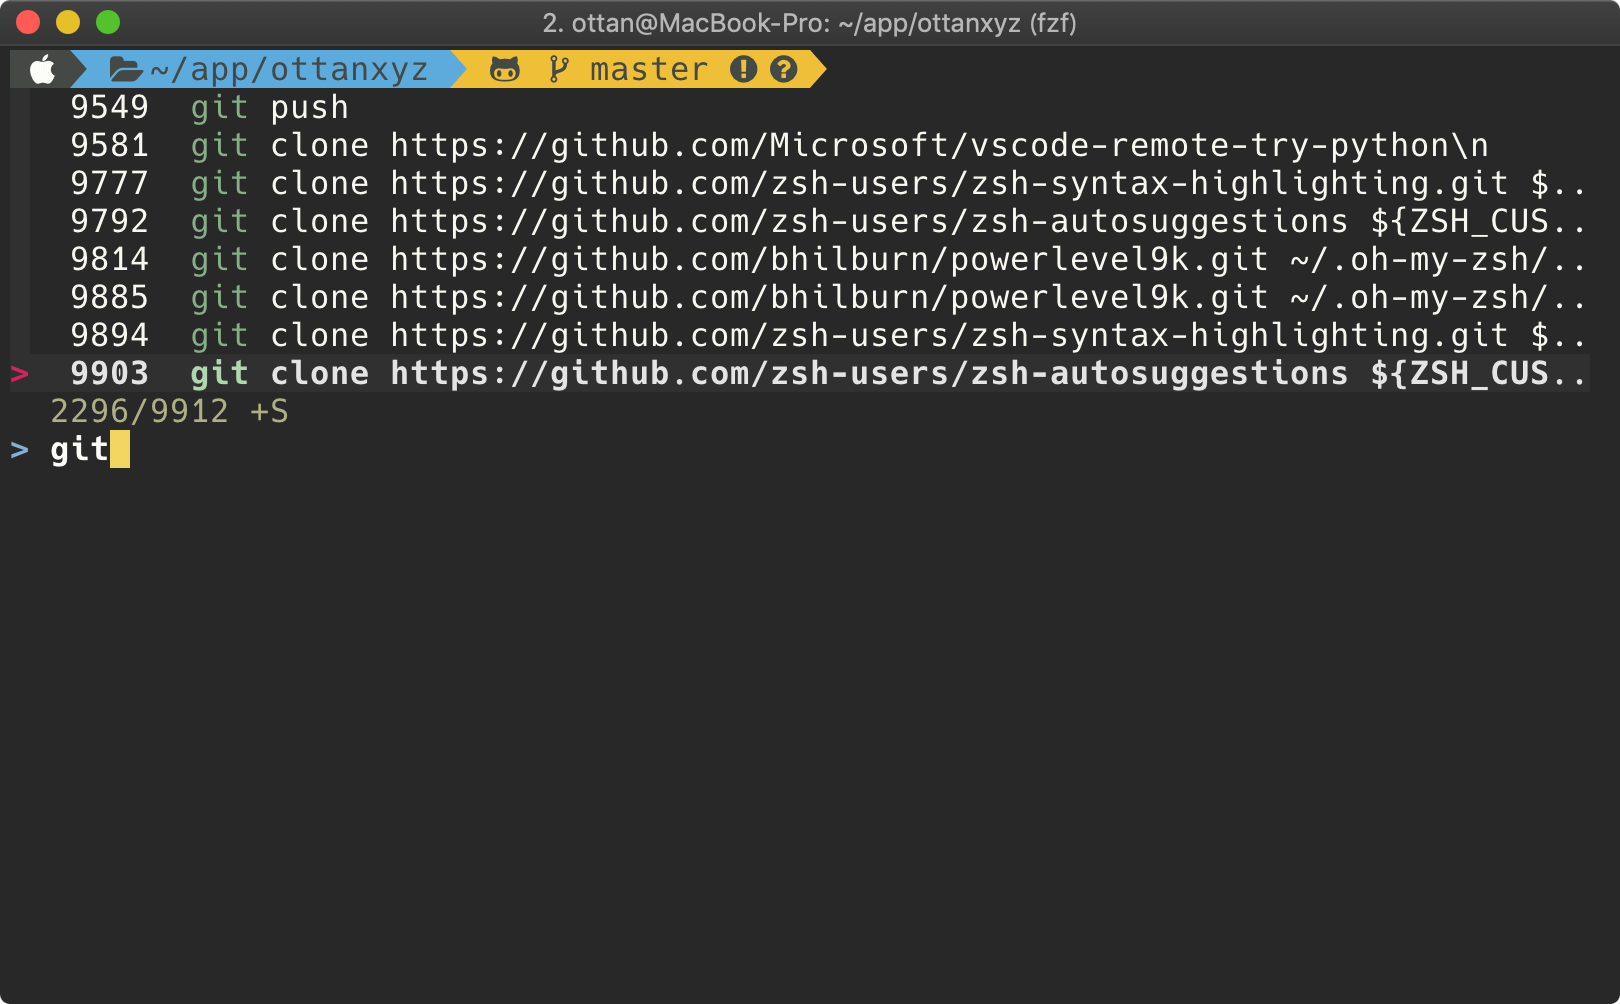 2. ottan@MacBook-Pro: ~/app/ottanxyz (fzf)
~/app/ottanxyz master
9549 git push
9581 git clone https://github.com/Microsoft/vscode-remote-try-python\n
9777 git clone https://github.com/zsh-users/zsh-syntax-highlighting.git $..
9792 git clone https://github.com/zsh-users/zsh-autosuggestions ${ZSH_CUS..
9814 git clone https://github.com/bhilburn/powerlevel9k.git ~/.oh-my-zsh/..
9885 git clone https://github.com/bhilburn/powerlevel9k.git ~/.oh-my-zsh/..
9894 git clone https://github.com/zsh-users/zsh-syntax-highlighting.git $..
> 9903 git clone https://github.com/zsh-users/zsh-autosuggestions ${ZSH_CUS..
2296/9912 +S
> git